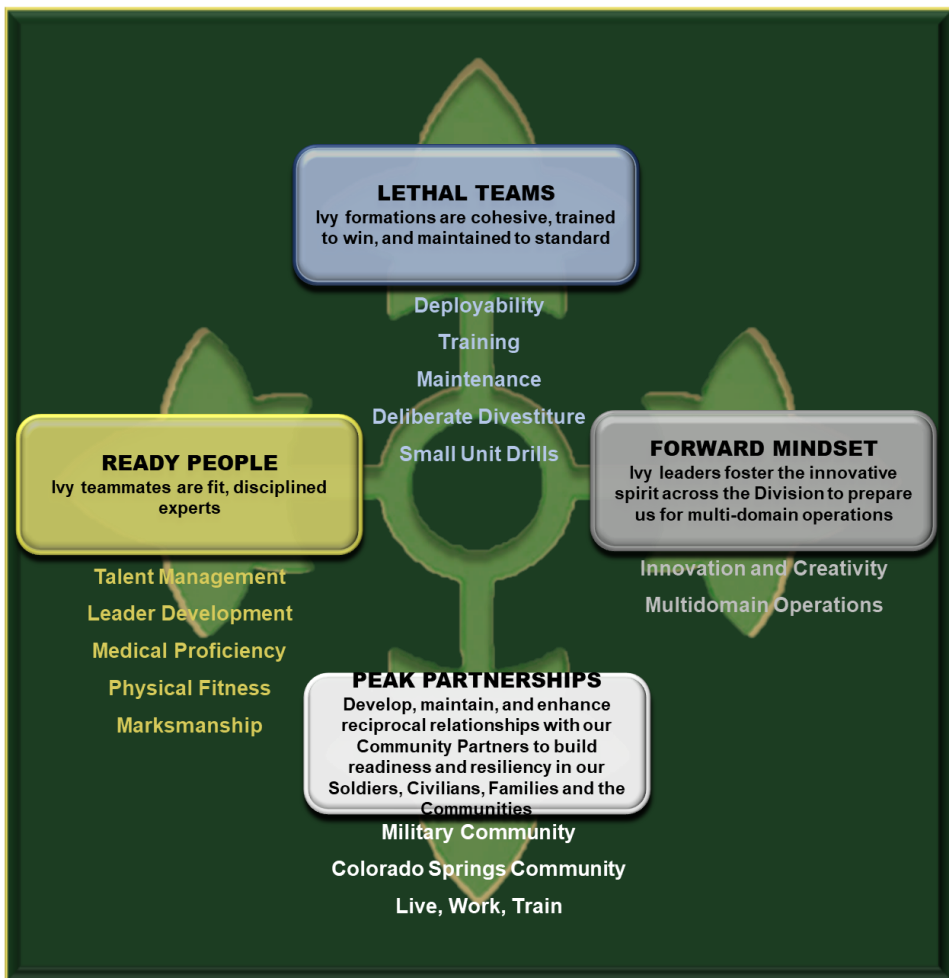 LETHAL TEAMS
Ivy formations are cohesive, trained
to win, and maintained to standard
Deployability
Training
Maintenance
Deliberate Divestiture
Small Unit Drills
READY PEOPLE
Ivy teammates are fit, disciplined
experts
Talent Management
Leader Development
Medical Proficiency
Physical Fitness
Marksmanship
FORWARD MINDSET
Ivy leaders foster the innovative
spirit across the Division to prepare
us for multi-domain operations
Innovation and Creativity
Multidomain Operations
PEAK PARTNERSHIPS
Develop, maintain, and enhance
reciprocal relationships with our
Community Partners to build
readiness and resiliency in our
Soldiers, Civilians, Families and the
Communities
Military Community
Colorado Springs Community
Live, Work, Train